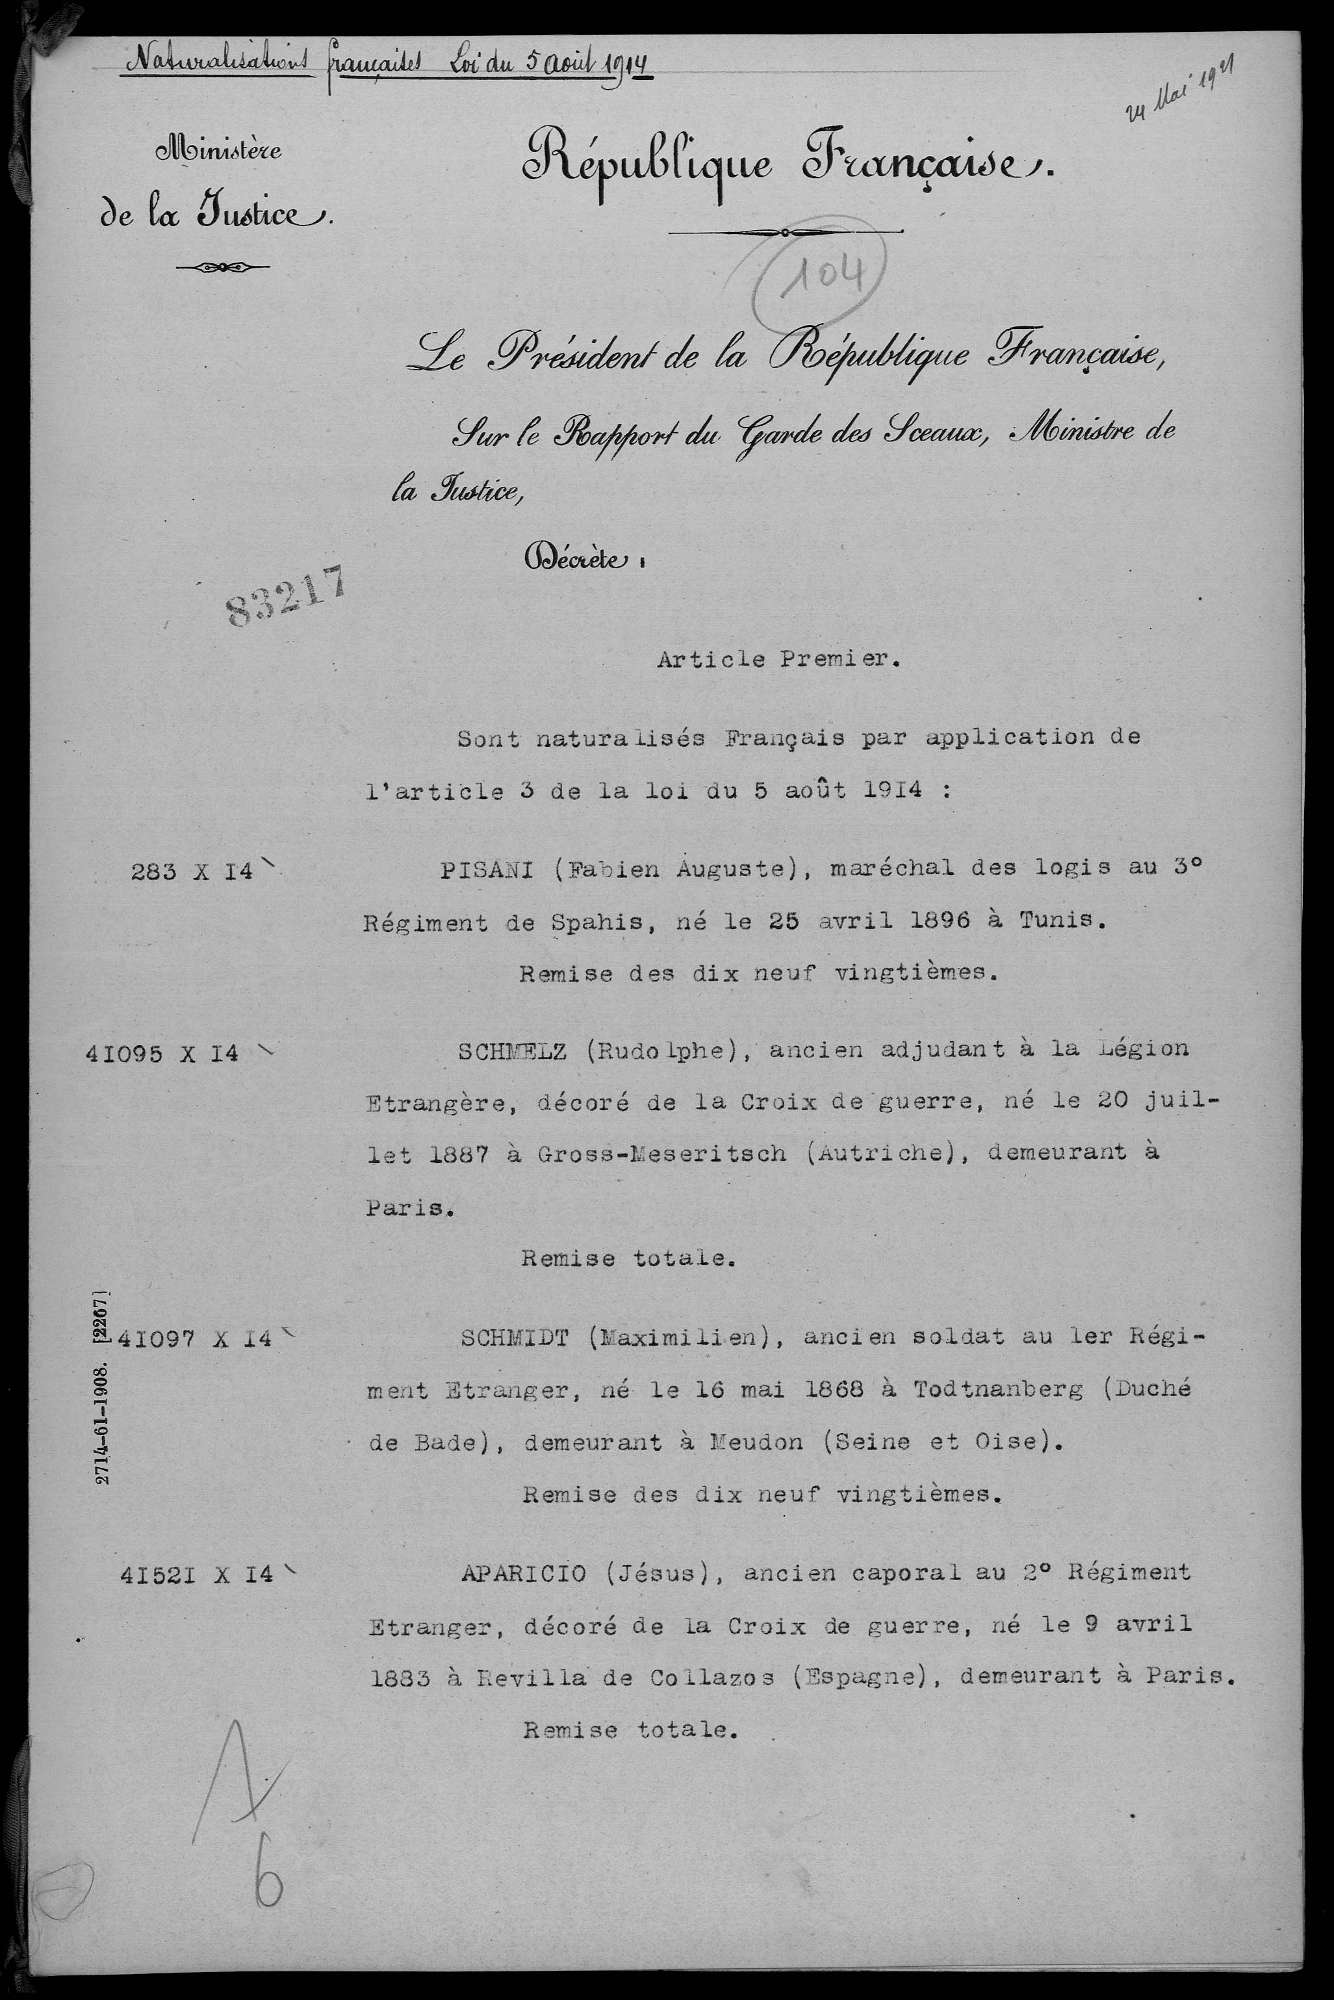 Naturalisations françaises Loi du 5 Août 1914
24 Mai 1921
Ministère
de la Justice.
République Française.
104
Le Président de la République Française,
Sur le Rapport du Garde des Sceaux, Ministre de
la Justice,
Décrète :
83217
Article Premier.
Sont naturalisés Français par application de
l'article 3 de la loi du 5 août 19I4 :
283 X I4
PISANI (Fabien Auguste), maréchal des logis au 3°
Régiment de Spahis, né le 25 avril 1896 à Tunis.
Remise des dix neuf vingtièmes.
4I095 X I4
SCHMELZ (Rudolphe), ancien adjudant à la Légion
Etrangère, décoré de la Croix de guerre, né le 20 juil-
let 1887 à Gross-Meseritsch (Autriche), demeurant à
Paris.
Remise totale.
4I097 X I4
SCHMIDT (Maximilien), ancien soldat au 1er Régi-
ment Etranger, né le 16 mai 1868 à Todtnanberg (Duché
de Bade), demeurant à Meudon (Seine et Oise).
Remise des dix neuf vingtièmes.
2714-61-1908. [2267]
4I52I X I4
APARICIO (Jésus), ancien caporal au 2° Régiment
Etranger, décoré de la Croix de guerre, né le 9 avril
1883 à Revilla de Collazos (Espagne), demeurant à Paris.
Remise totale.
6